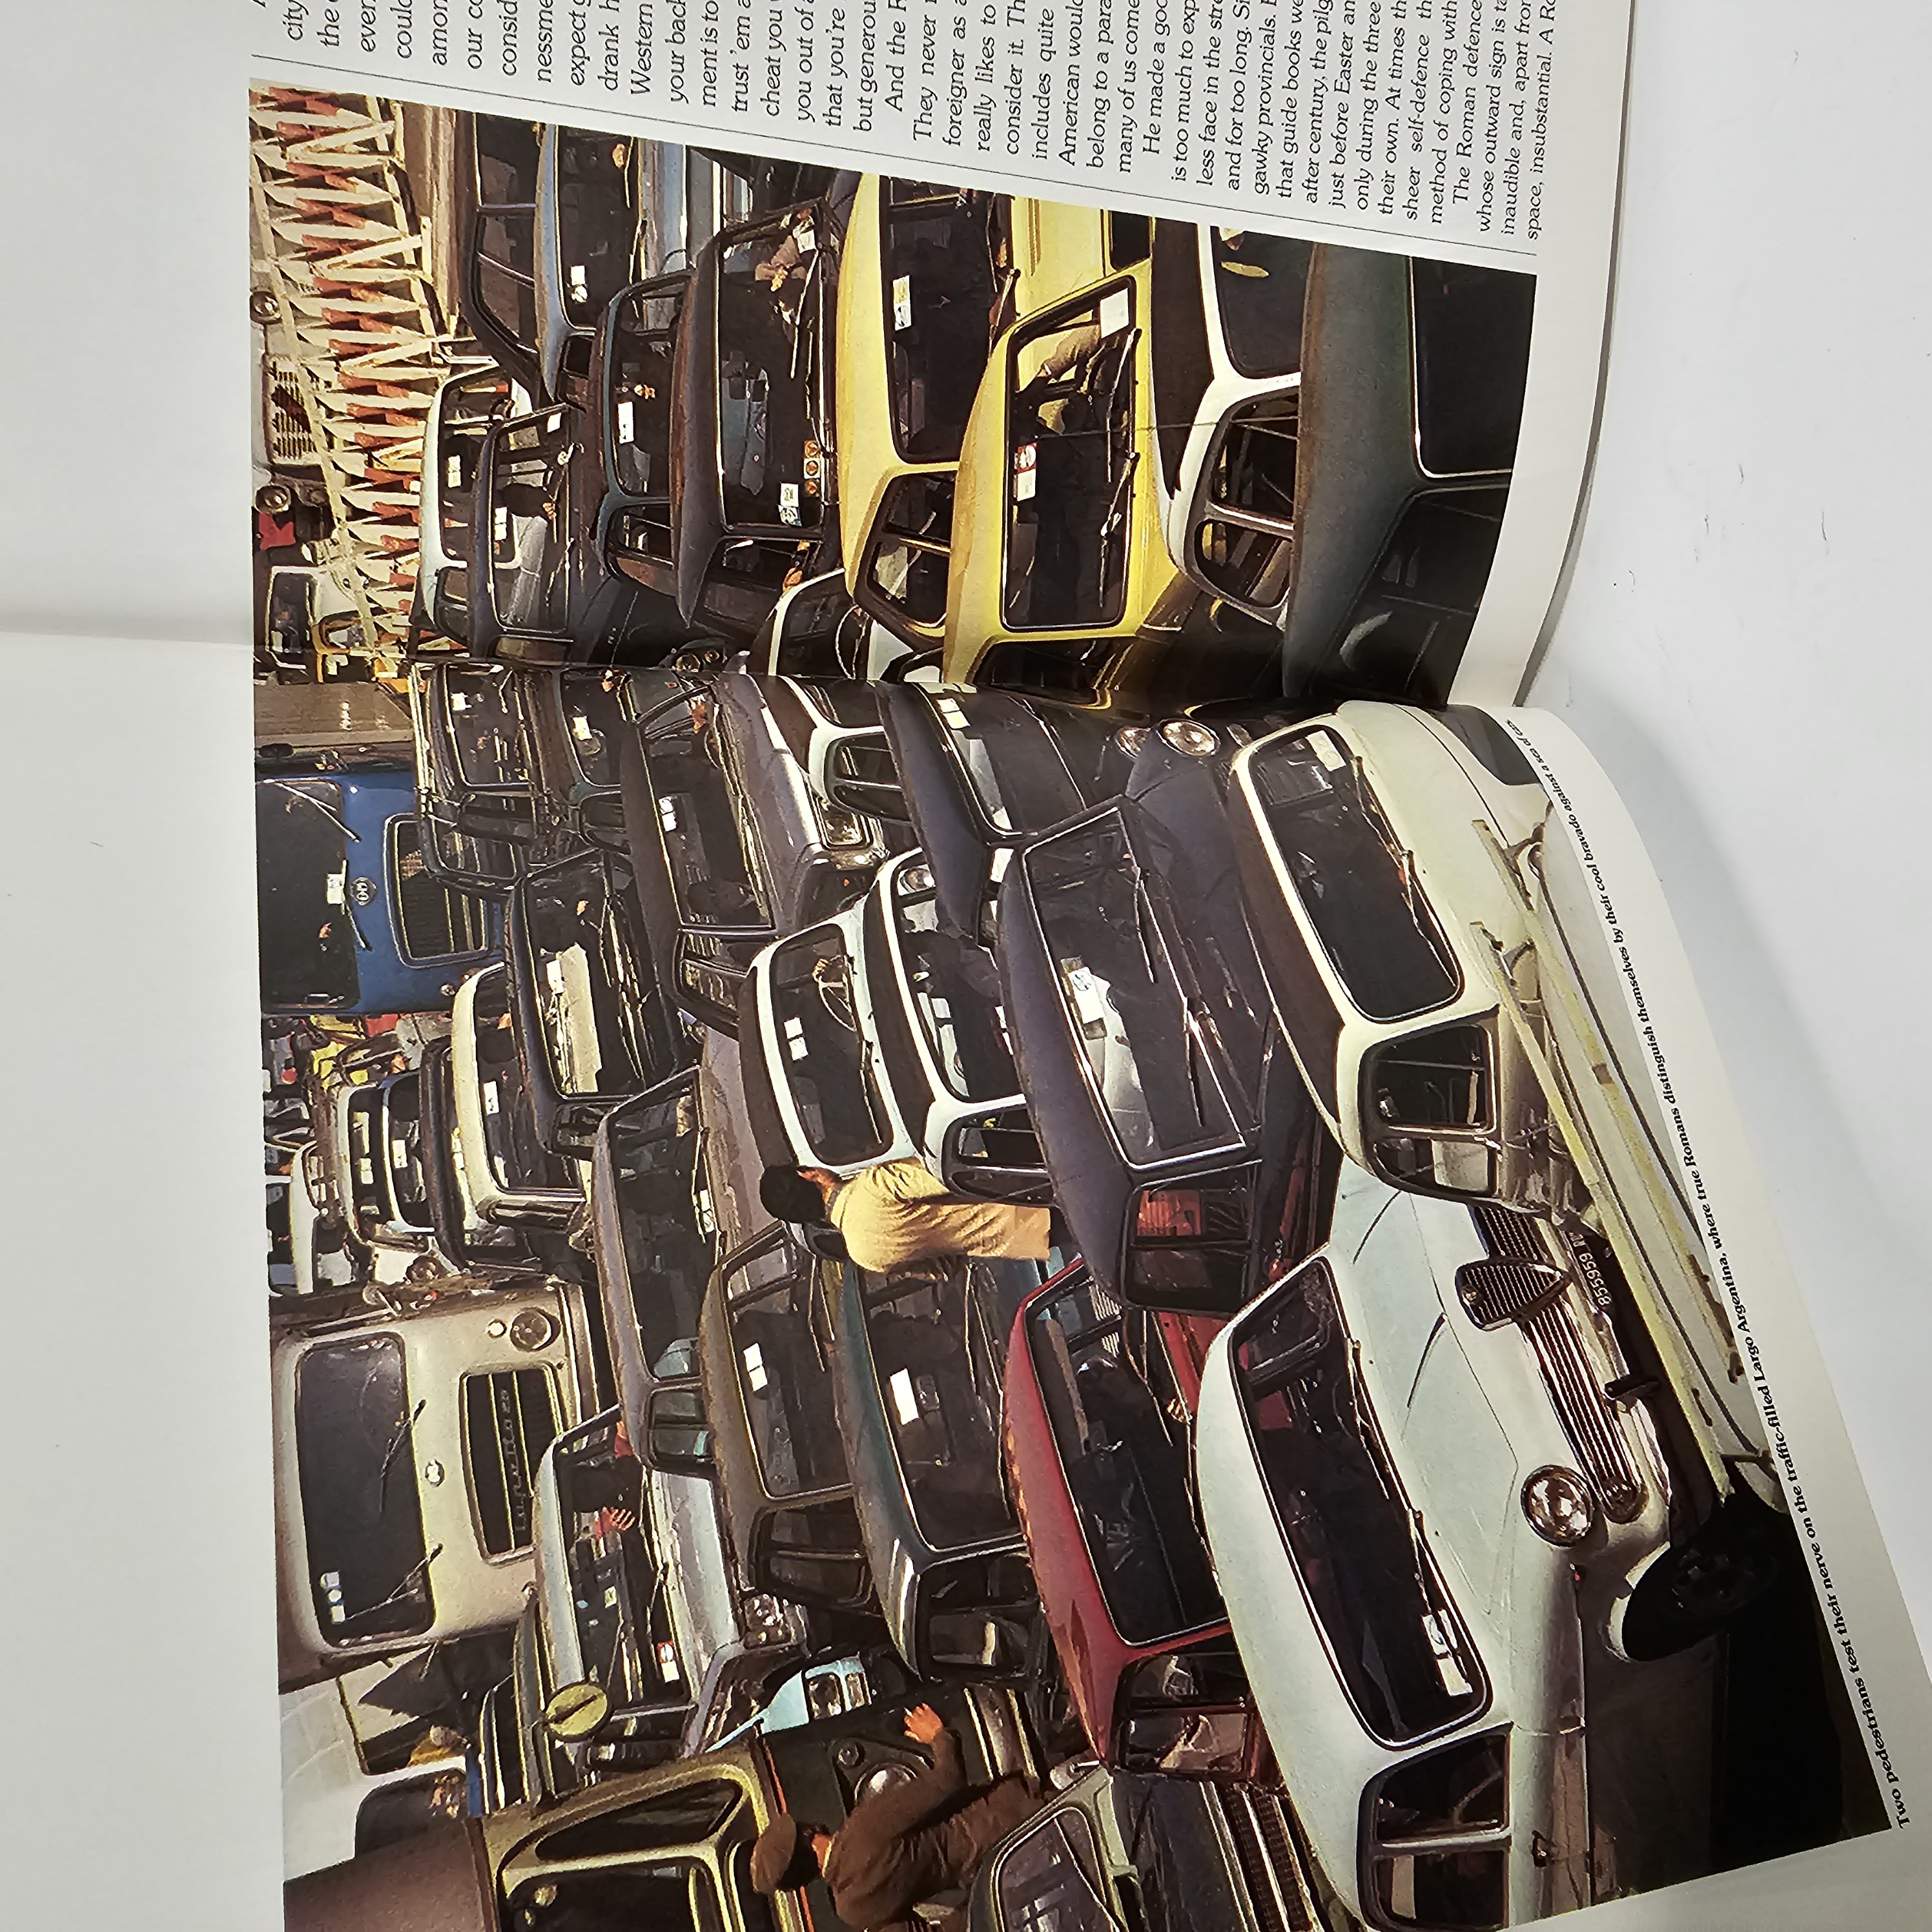 OM
Lupetto 25
855959
Two pedestrians test their nerve on the traffic-filled Largo Argentina, where true Romans distinguish themselves by their cool bravado against a sea of cars.
city
the
even
could
among
our
nessme
expect
drank
Western
your back
ment is to
trust 'em
cheat you
you out of
that you're
but generou
And the
They never
foreigner as
really likes to
consider it. Th
includes quite
American would
belong to a para
many of us come
He made a goo
is too much to exp
less face in the stre
and for too long. Si
gawky provincials.
that guide books we
after century, the pilg
just before Easter an
only during the three
their own. At times th
sheer self-defence th
method of coping with
The Roman defence
whose outward sign is ta
inaudible and, apart from
space, insubstantial. A Ro